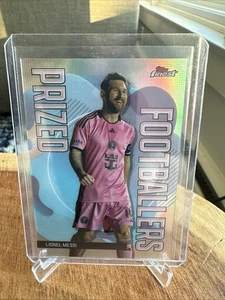 topps
finest
PRIZED
FOOTBALLERS
LIONEL MESSI